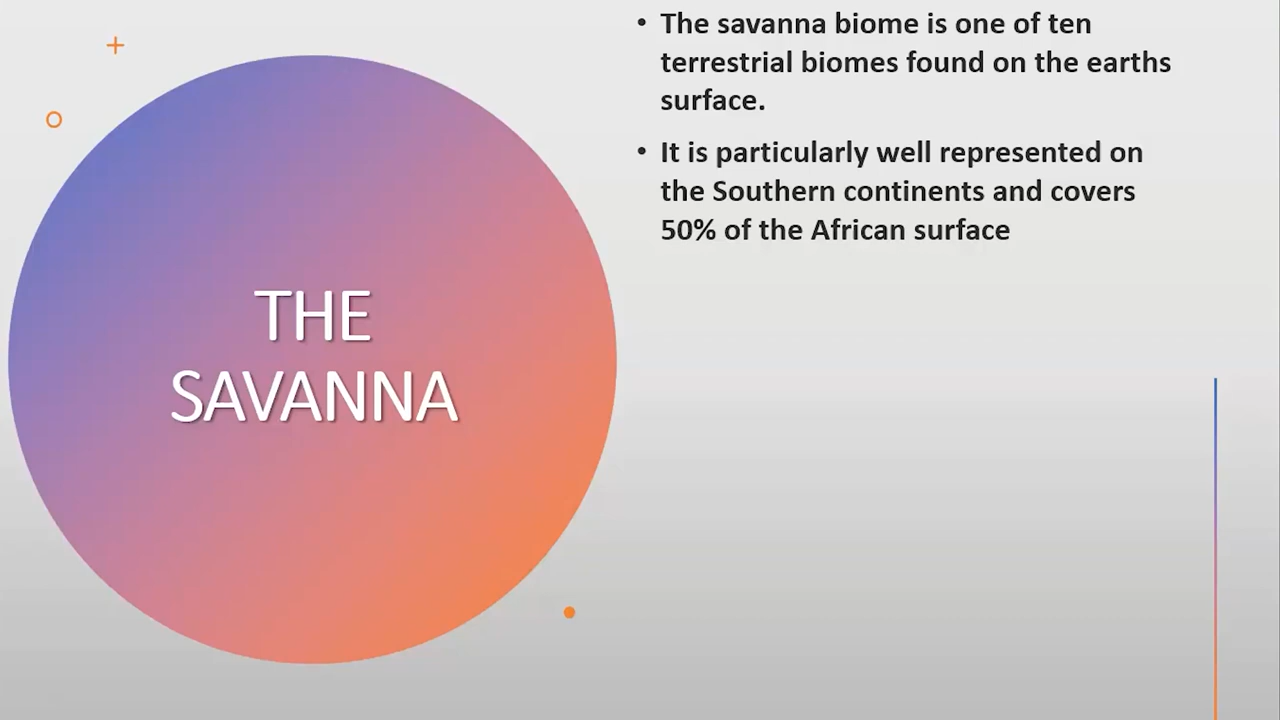 THE
SAVANNA
• The savanna biome is one of ten
terrestrial biomes found on the earths
surface.
• It is particularly well represented on
the Southern continents and covers
50% of the African surface